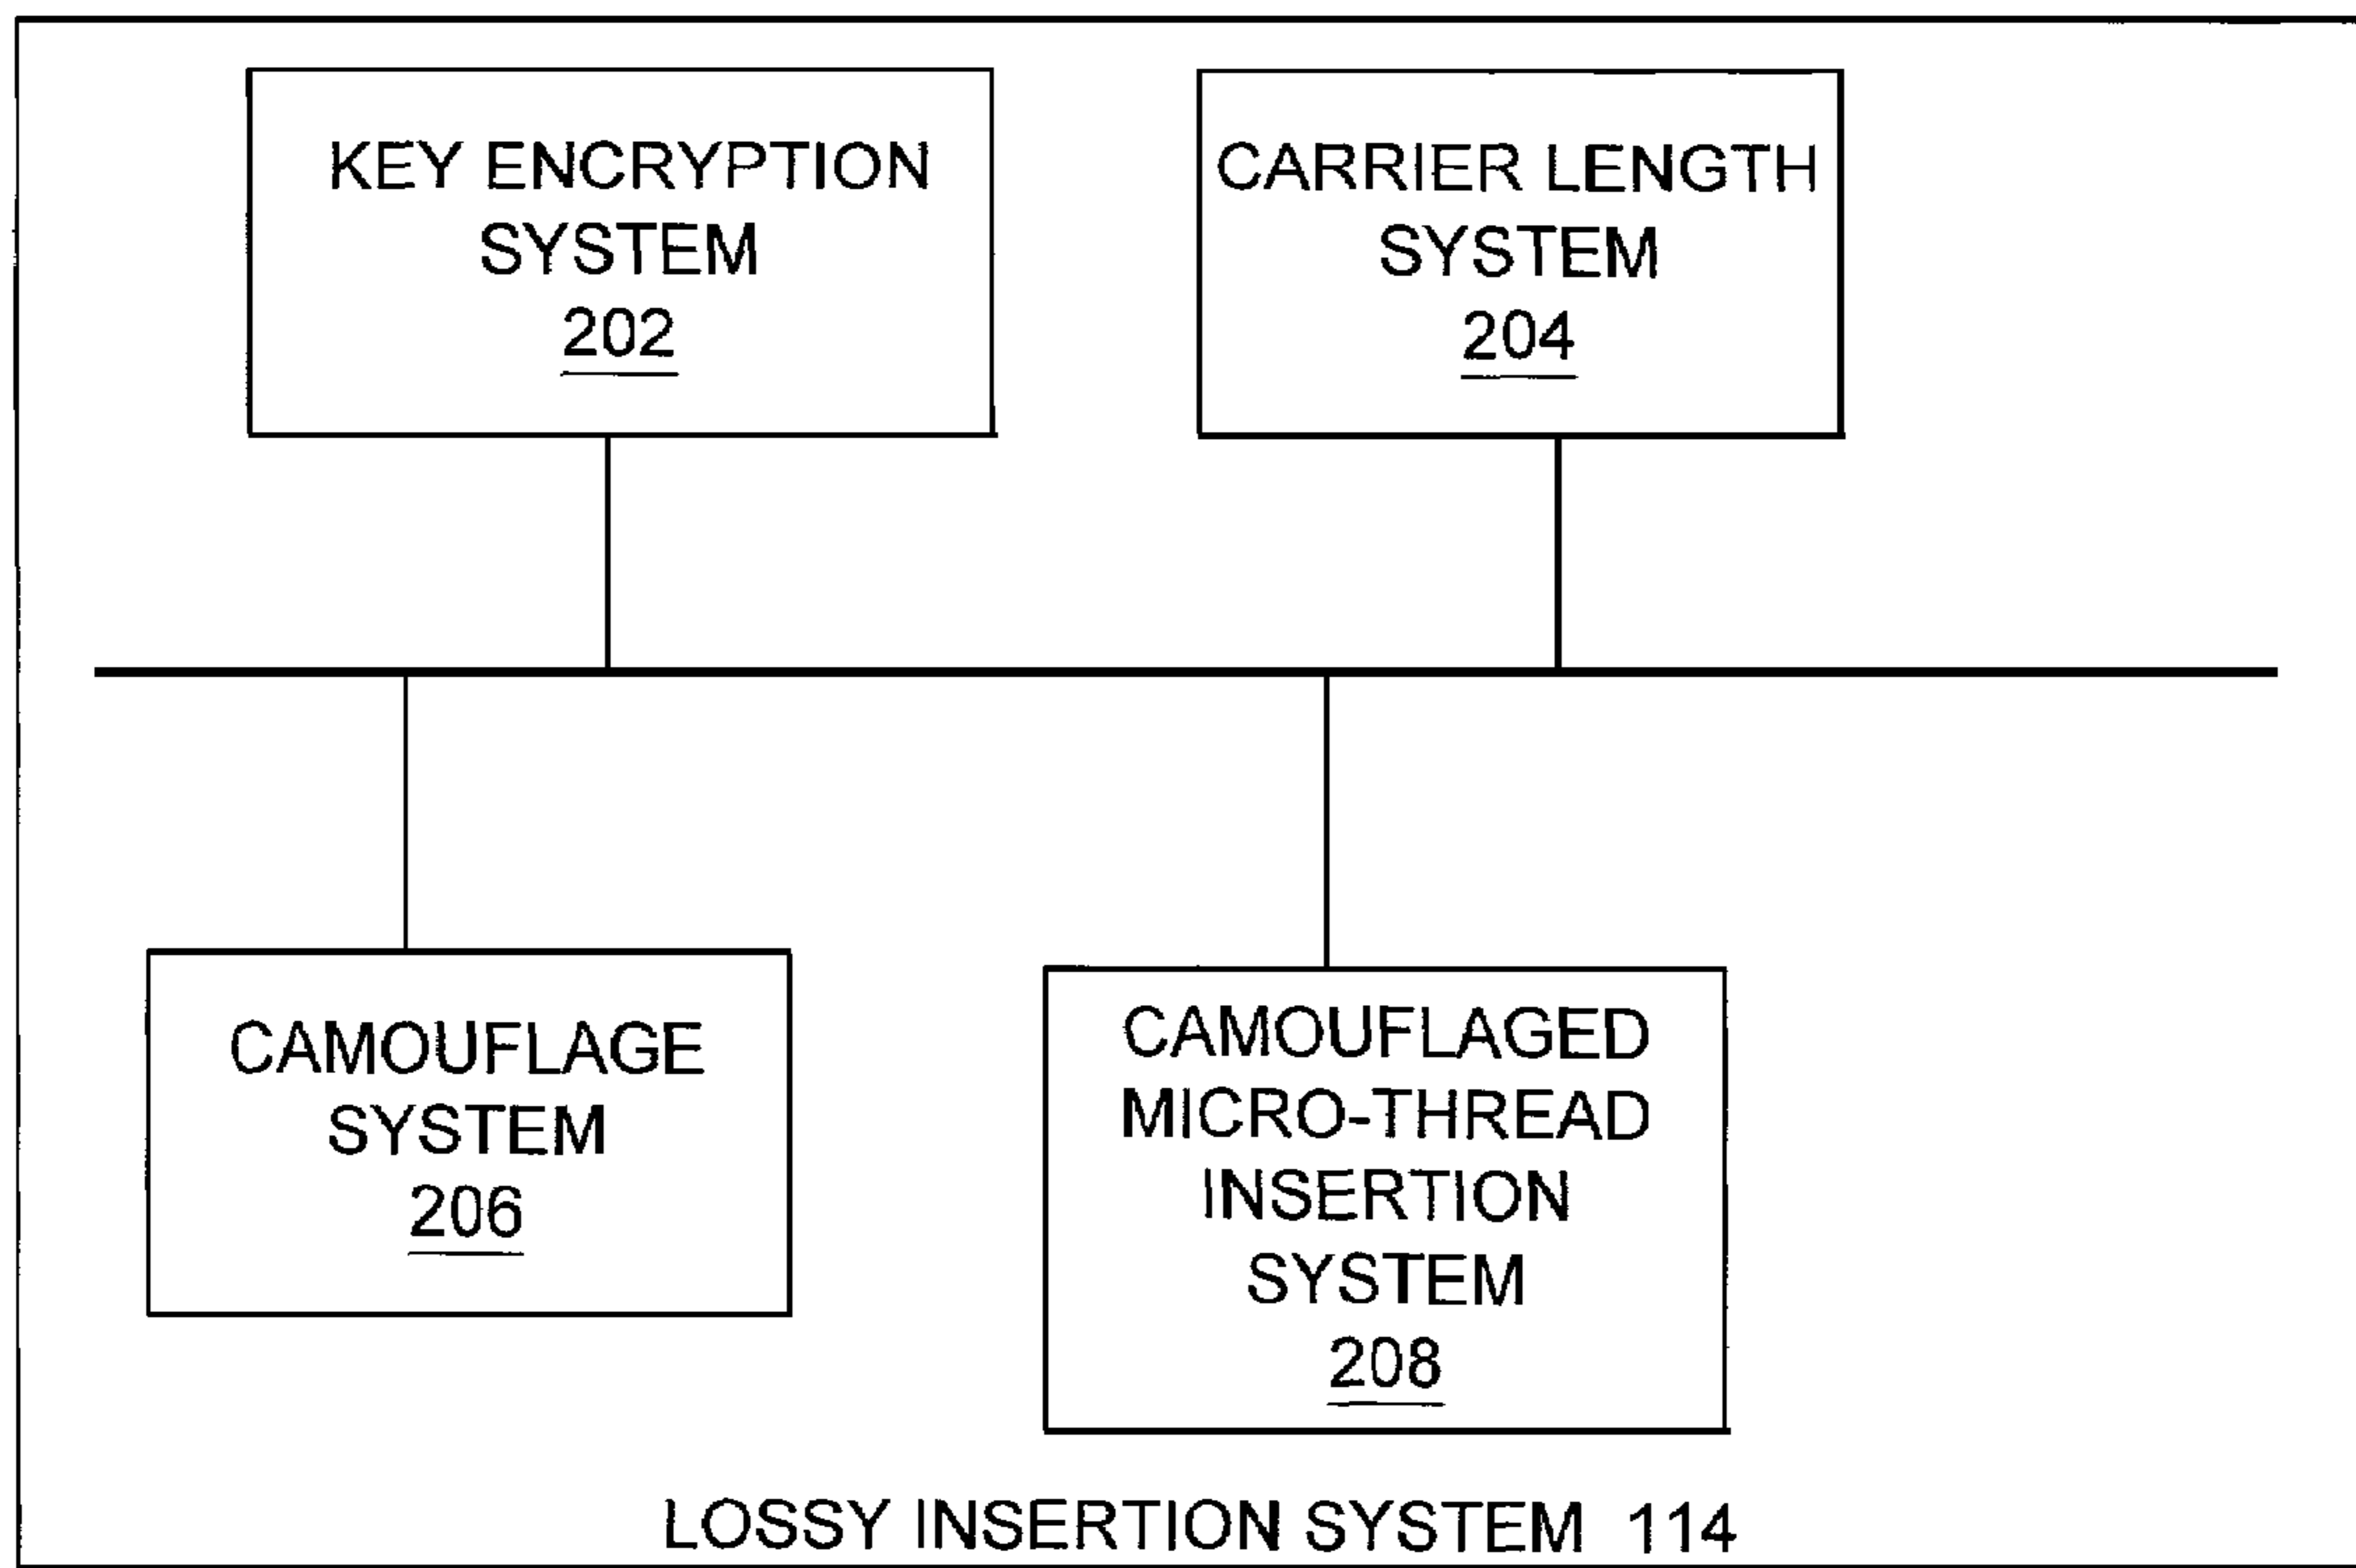 KEY ENCRYPTION
SYSTEM
202
CARRIER LENGTH
SYSTEM
204
CAMOUFLAGE
SYSTEM
206
CAMOUFLAGED
MICRO-THREAD
INSERTION
SYSTEM
208
LOSSY INSERTION SYSTEM 114